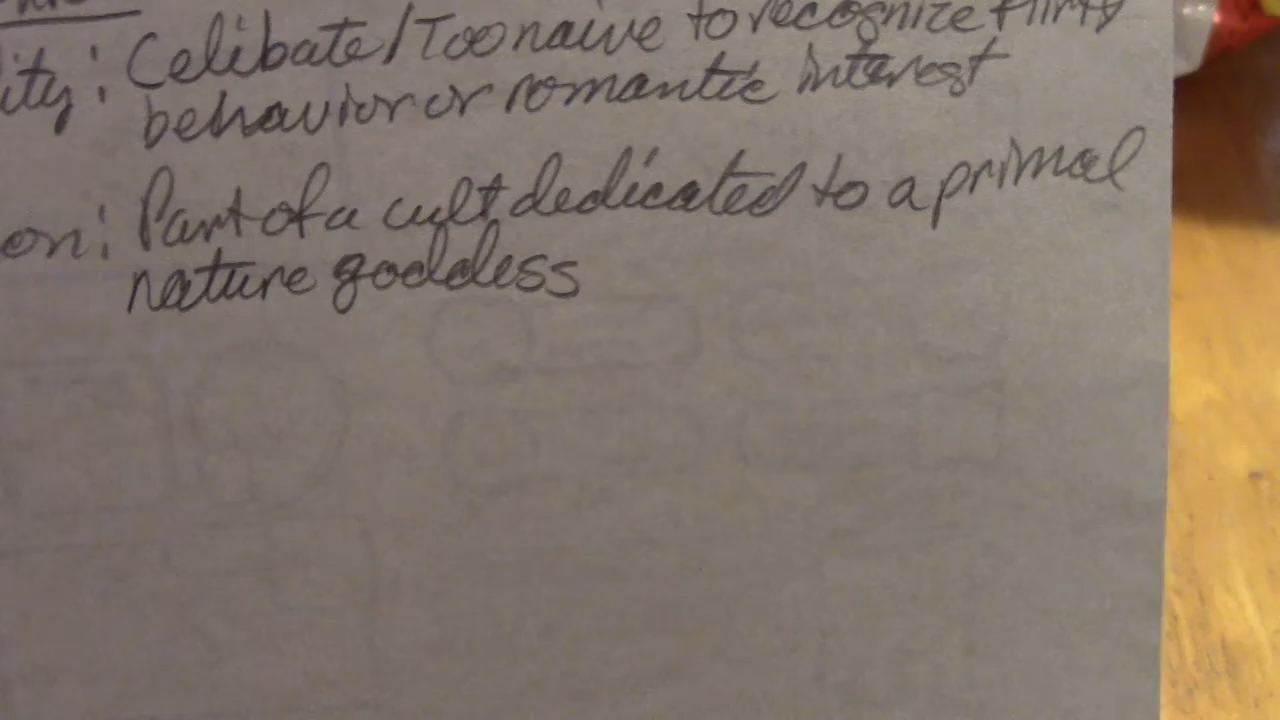 ity: Celibate/Too naive to recognize flirty
behavior or romantic interest
on: Part of a cult dedicated to a primal
nature goddess